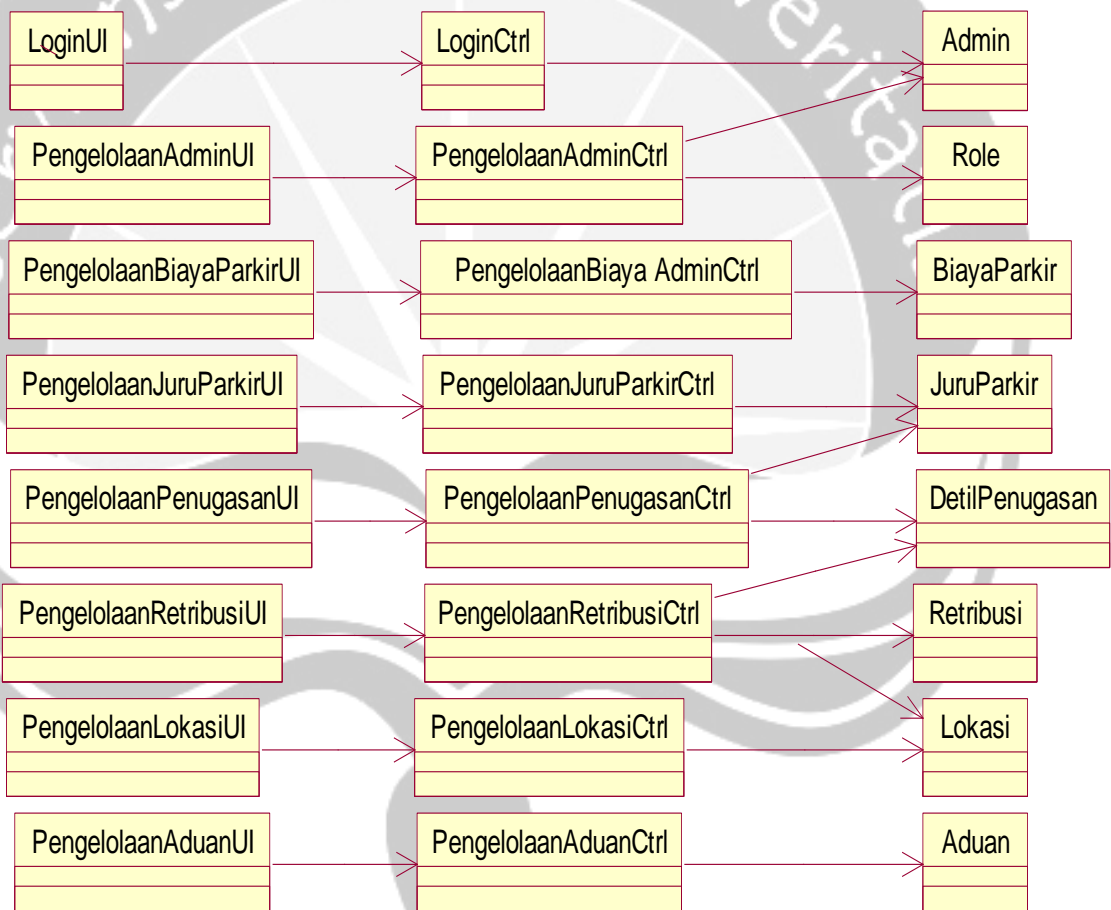 LoginUI
LoginCtrl
Admin
PengelolaanAdminUI
PengelolaanAdminCtrl
Role
PengelolaanBiayaParkirUI
PengelolaanBiaya AdminCtrl
BiayaParkir
PengelolaanJuruParkirUI
PengelolaanJuruParkirCtrl
JuruParkir
PengelolaanPenugasanUI
PengelolaanPenugasanCtrl
DetilPenugasan
PengelolaanRetribusiUI
PengelolaanRetribusiCtrl
Retribusi
PengelolaanLokasiUI
PengelolaanLokasiCtrl
Lokasi
PengelolaanAduanUI
PengelolaanAduanCtrl
Aduan